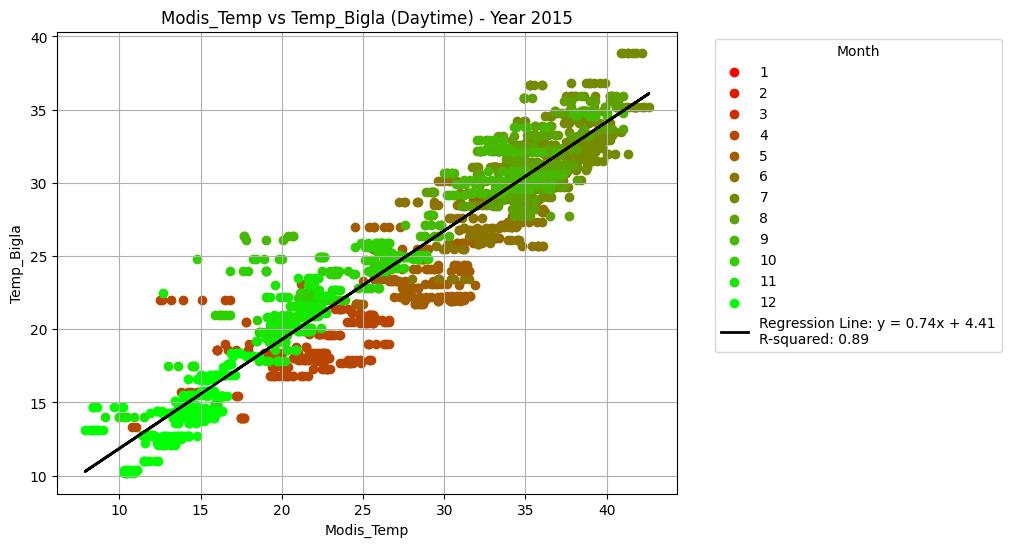 Modis_Temp vs Temp_Bigla (Daytime) - Year 2015
Temp_Bigla
40
35
30
25
20
15
10
10 15 20 25 30 35 40
Modis_Temp
Month
1
2
3
4
5
6
7
8
9
10
11
12
Regression Line: y = 0.74x + 4.41
R-squared: 0.89